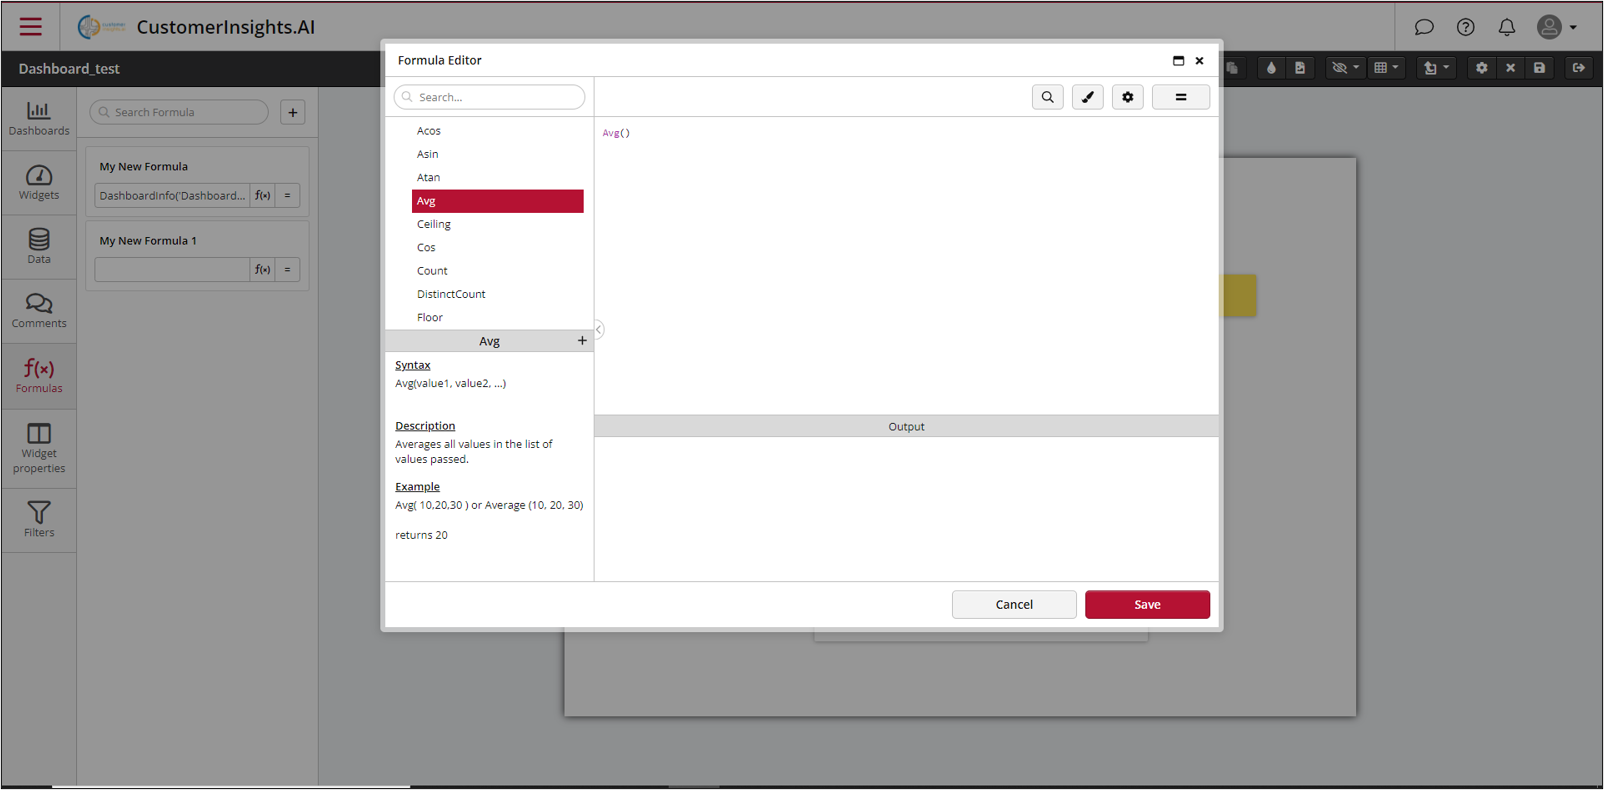 CustomerInsights.AI
Dashboard_test
Dashboards
Widgets
Data
Comments
f(x)
Formulas
Widget
properties
Filters
Search Formula
+
My New Formula
DashboardInfo('Dashboard... f(x) =
My New Formula 1
f(x) =
Formula Editor
Search...
Acos
Asin
Atan
Avg
Ceiling
Cos
Count
DistinctCount
Floor
Avg +
Syntax
Avg(value1, value2, ...)
Description
Averages all values in the list of
values passed.
Example
Avg( 10,20,30 ) or Average (10, 20, 30)
returns 20
=
Avg()
Output
Cancel
Save